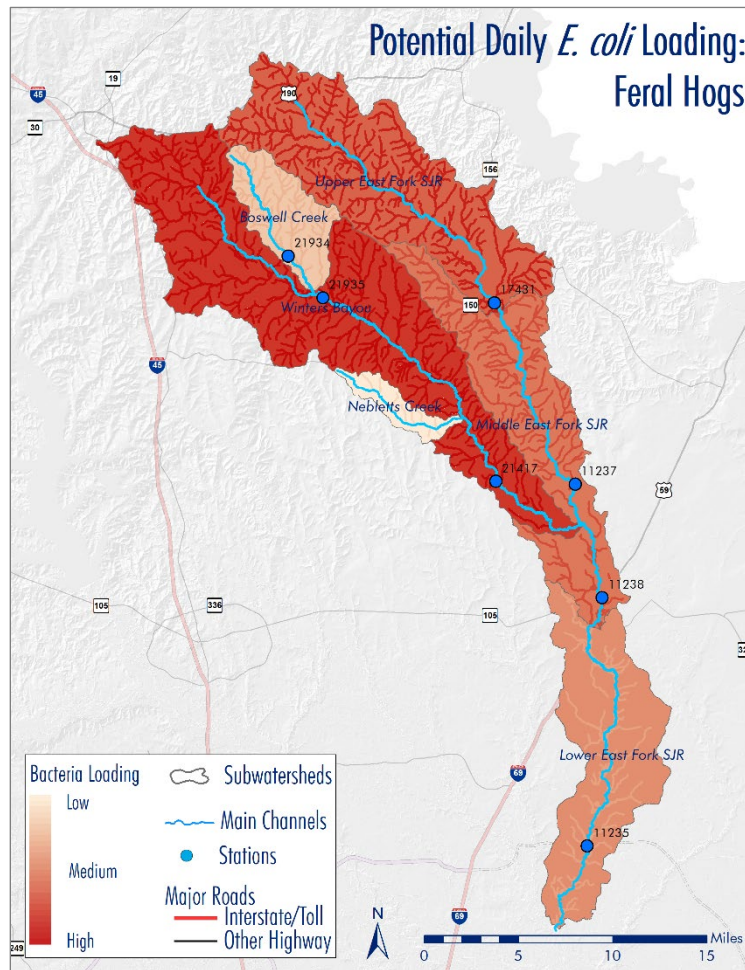 Potential Daily E. coli Loading:
Feral Hogs
19
45
30
190
156
Upper East Fork SJR
Boswell Creek
21934
21935
Winters Bayou
17431
150
45
Nebletts Creek
Middle East Fork SJR
21417
11237
59
11238
105
336
105
Lower East Fork SJR
69
11235
69
249
Bacteria Loading
Low
Medium
High
Subwatersheds
Main Channels
Stations
Major Roads
Interstate/Toll
Other Highway
N
Miles
0
5
10
15